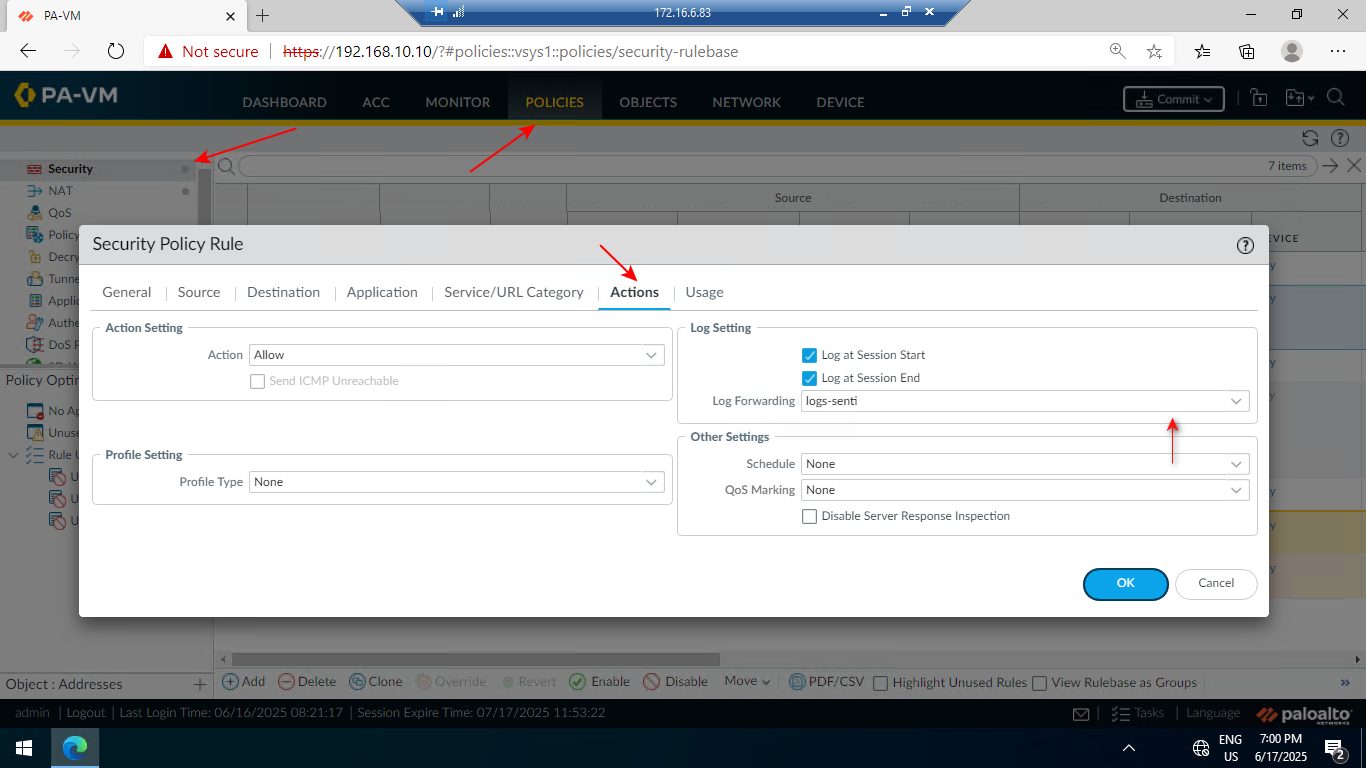 PA-VM
172.16.6.83
Not secure
https://192.168.10.10/?#policies::vsys1::policies/security-rulebase
PA-VM
DASHBOARD
ACC
MONITOR
POLICIES
OBJECTS
NETWORK
DEVICE
Commit
Security
7 items
NAT
Source
Destination
QoS
Policy
Security Policy Rule
Decry
General
Source
Destination
Application
Service/URL Category
Actions
Usage
Tunne
Applic
Authe
DoS P
Action Setting
Action
Allow
Send ICMP Unreachable
Log Setting
Log at Session Start
Log at Session End
Log Forwarding
logs-senti
Policy Optin
No Ap
Unuse
Rule U
Profile Setting
Profile Type
None
Other Settings
Schedule
None
QoS Marking
None
Disable Server Response Inspection
OK
Cancel
Object : Addresses
Add
Delete
Clone
Override
Revert
Enable
Disable
Move
PDF/CSV
Highlight Unused Rules
View Rulebase as Groups
admin | Logout | Last Login Time: 06/16/2025 08:21:17 | Session Expire Time: 07/17/2025 11:53:22
Tasks
Language
paloalto
NETWORKS
ENG
US
7:00 PM
6/17/2025
2